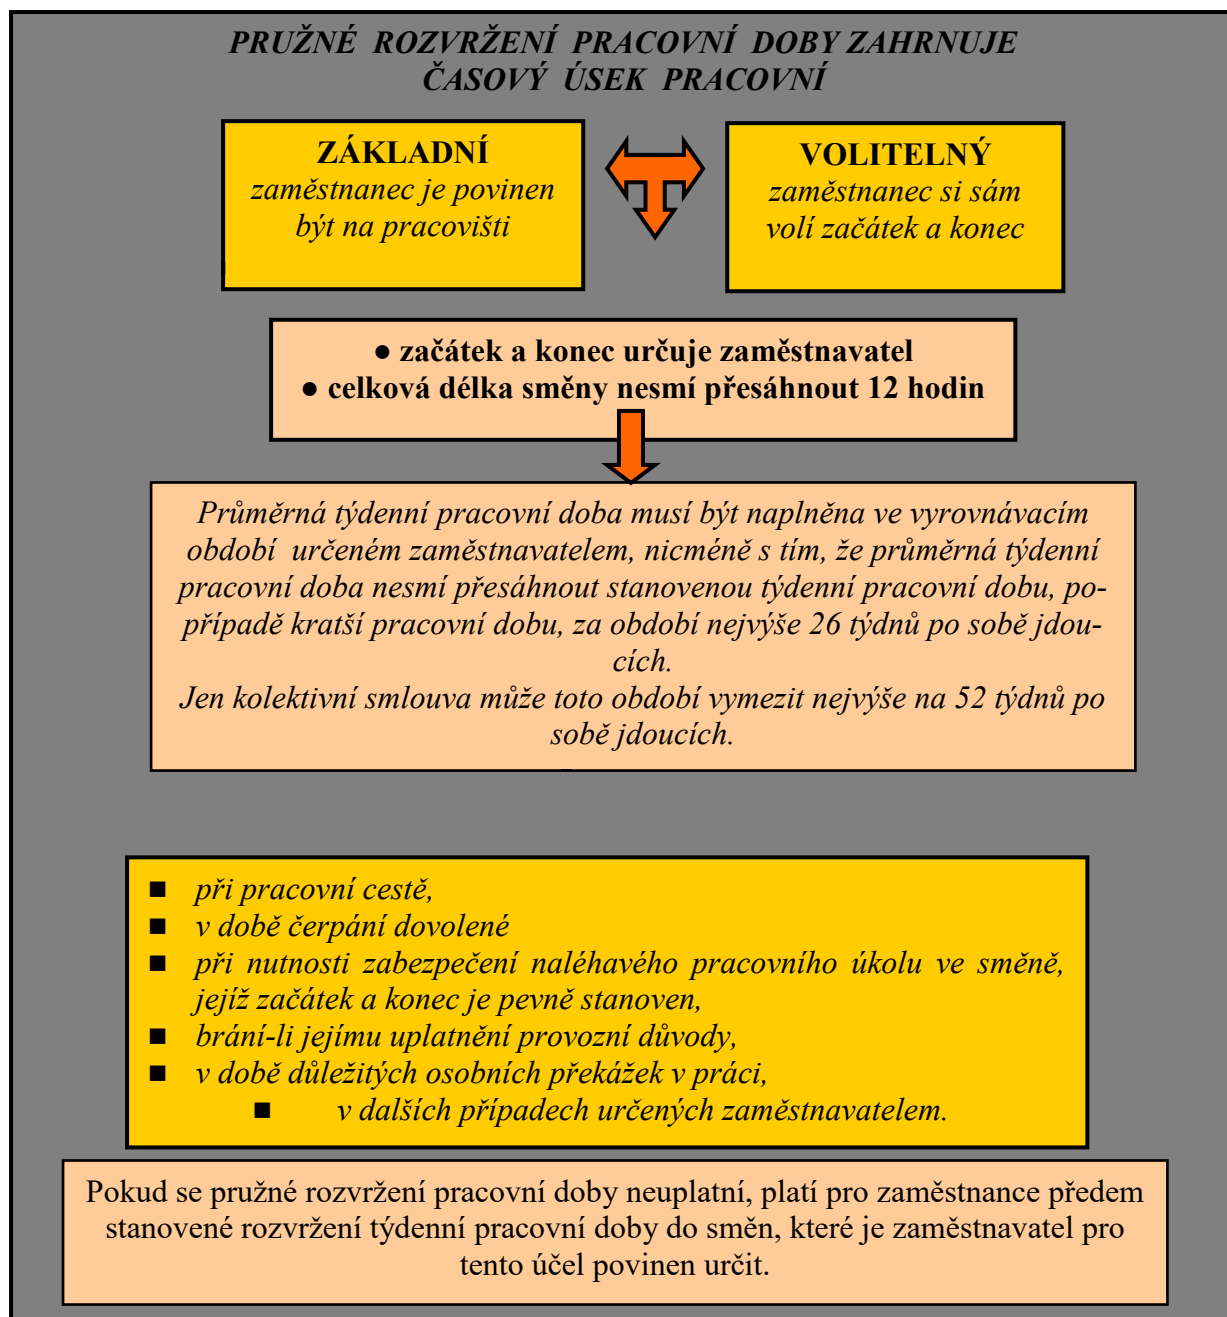 PRUŽNÉ ROZVRŽENÍ PRACOVNÍ DOBY ZAHRNUJE
ČASOVÝ ÚSEK PRACOVNÍ
ZÁKLADNÍ
zaměstnanec je povinen
být na pracovišti
VOLITELNÝ
zaměstnanec si sám
volí začátek a konec
● začátek a konec určuje zaměstnavatel
● celková délka směny nesmí přesáhnout 12 hodin
Průměrná týdenní pracovní doba musí být naplněna ve vyrovnávacím
období určeném zaměstnavatelem, nicméně s tím, že průměrná týdenní
pracovní doba nesmí přesáhnout stanovenou týdenní pracovní dobu, po-
případě kratší pracovní dobu, za období nejvýše 26 týdnů po sobě jdou-
cích.
Jen kolektivní smlouva může toto období vymezit nejvýše na 52 týdnů po
sobě jdoucích.
■ při pracovní cestě,
■ v době čerpání dovolené
■ při nutnosti zabezpečení naléhavého pracovního úkolu ve směně,
jejíž začátek a konec je pevně stanoven,
■ brání-li jejímu uplatnění provozní důvody,
■ v době důležitých osobních překážek v práci,
■ v dalších případech určených zaměstnavatelem.
Pokud se pružné rozvržení pracovní doby neuplatní, platí pro zaměstnance předem
stanovené rozvržení týdenní pracovní doby do směn, které je zaměstnavatel pro
tento účel povinen určit.